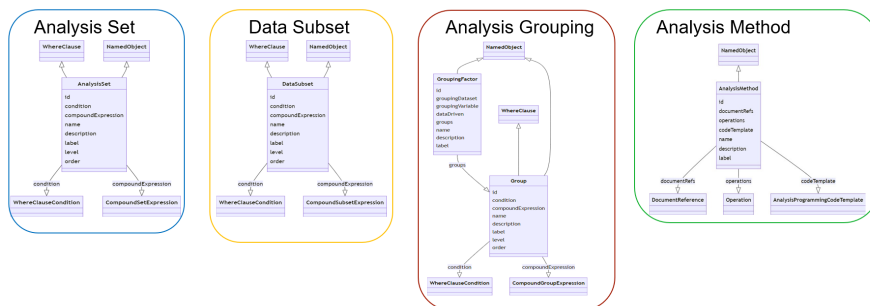 Analysis Set
WhereClause
NamedObject
AnalysisSet
id
condition
compoundExpression
name
description
label
level
order
condition
compoundExpression
WhereClauseCondition
CompoundSetExpression
Data Subset
WhereClause
NamedObject
DataSubset
id
condition
compoundExpression
name
description
label
level
order
condition
compoundExpression
WhereClauseCondition
CompoundSubsetExpression
Analysis Grouping
NamedObject
GroupingFactor
id
groupingDataset
groupingVariable
dataDriven
groups
name
description
label
WhereClause
groups
Group
id
condition
compoundExpression
name
description
label
level
order
condition
compoundExpression
WhereClauseCondition
CompoundGroupExpression
Analysis Method
NamedObject
AnalysisMethod
id
documentRefs
operations
codeTemplate
name
description
label
documentRefs
operations
codeTemplate
DocumentReference
Operation
AnalysisProgrammingCodeTemplate